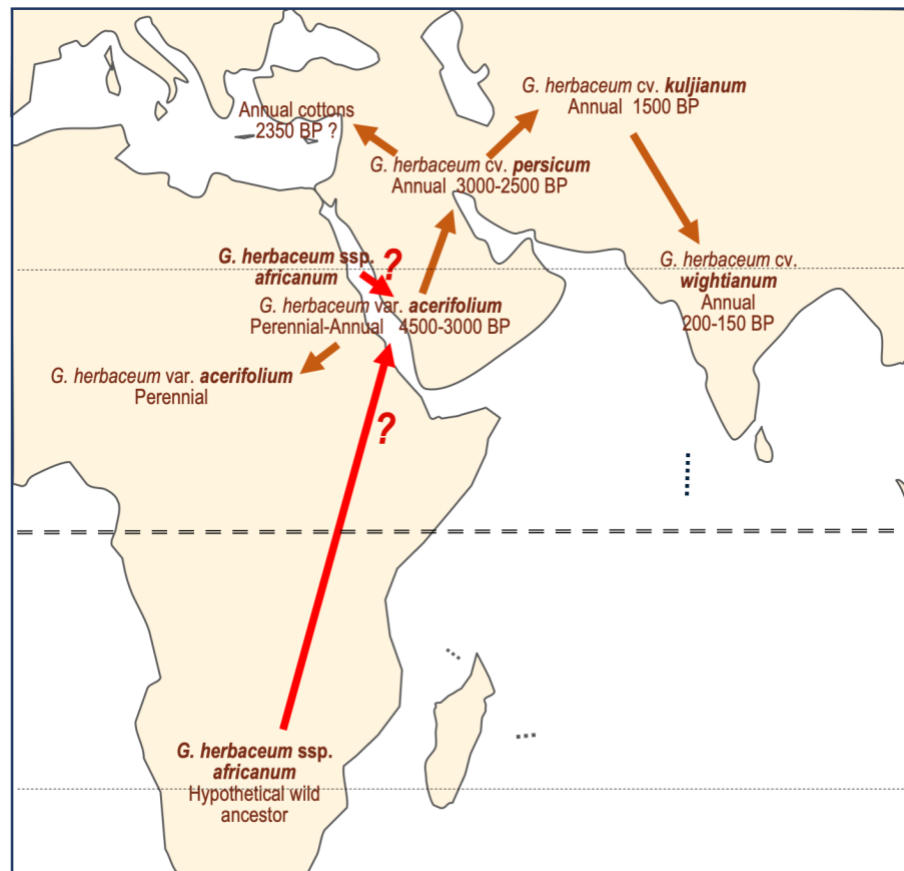 G. herbaceum cv. kuljianum
Annual 1500 BP
Annual cottons
2350 BP ?
G. herbaceum cv. persicum
Annual 3000-2500 BP
G. herbaceum ssp.
africanum
?
G. herbaceum cv.
wightianum
Annual
200-150 BP
G. herbaceum var. acerifolium
Perennial-Annual 4500-3000 BP
G. herbaceum var. acerifolium
Perennial
?
G. herbaceum ssp.
africanum
Hypothetical wild
ancestor